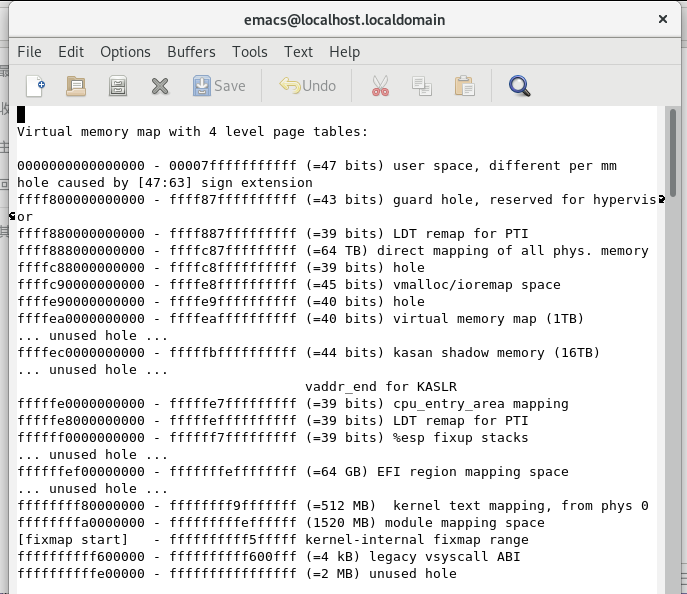 emacs@localhost.localdomain ×
File Edit Options Buffers Tools Text Help
Save Undo
Virtual memory map with 4 level page tables:
0000000000000000 - 00007fffffffffff (=47 bits) user space, different per mm
hole caused by [47:63] sign extension
ffff800000000000 - ffff87ffffffffff (=43 bits) guard hole, reserved for hypervis
or
ffff880000000000 - ffff887fffffffff (=39 bits) LDT remap for PTI
ffff888000000000 - ffffc87fffffffff (=64 TB) direct mapping of all phys. memory
ffffc88000000000 - ffffc8ffffffffff (=39 bits) hole
ffffc90000000000 - ffffe8ffffffffff (=45 bits) vmalloc/ioremap space
ffffe90000000000 - ffffe9ffffffffff (=40 bits) hole
ffffea0000000000 - ffffeaffffffffff (=40 bits) virtual memory map (1TB)
... unused hole ...
ffffec0000000000 - fffffbffffffffff (=44 bits) kasan shadow memory (16TB)
... unused hole ...
vaddr_end for KASLR
fffffe0000000000 - fffffe7fffffffff (=39 bits) cpu_entry_area mapping
fffffe8000000000 - fffffeffffffffff (=39 bits) LDT remap for PTI
ffffff0000000000 - ffffff7fffffffff (=39 bits) %esp fixup stacks
... unused hole ...
ffffffef00000000 - fffffffeffffffff (=64 GB) EFI region mapping space
... unused hole ...
ffffffff80000000 - ffffffff9fffffff (=512 MB)  kernel text mapping, from phys 0
ffffffffa0000000 - fffffffffeffffff (1520 MB) module mapping space
[fixmap start]   - ffffffffff5fffff kernel-internal fixmap range
ffffffffff600000 - ffffffffff600fff (=4 kB) legacy vsyscall ABI
ffffffffffe00000 - ffffffffffffffff (=2 MB) unused hole